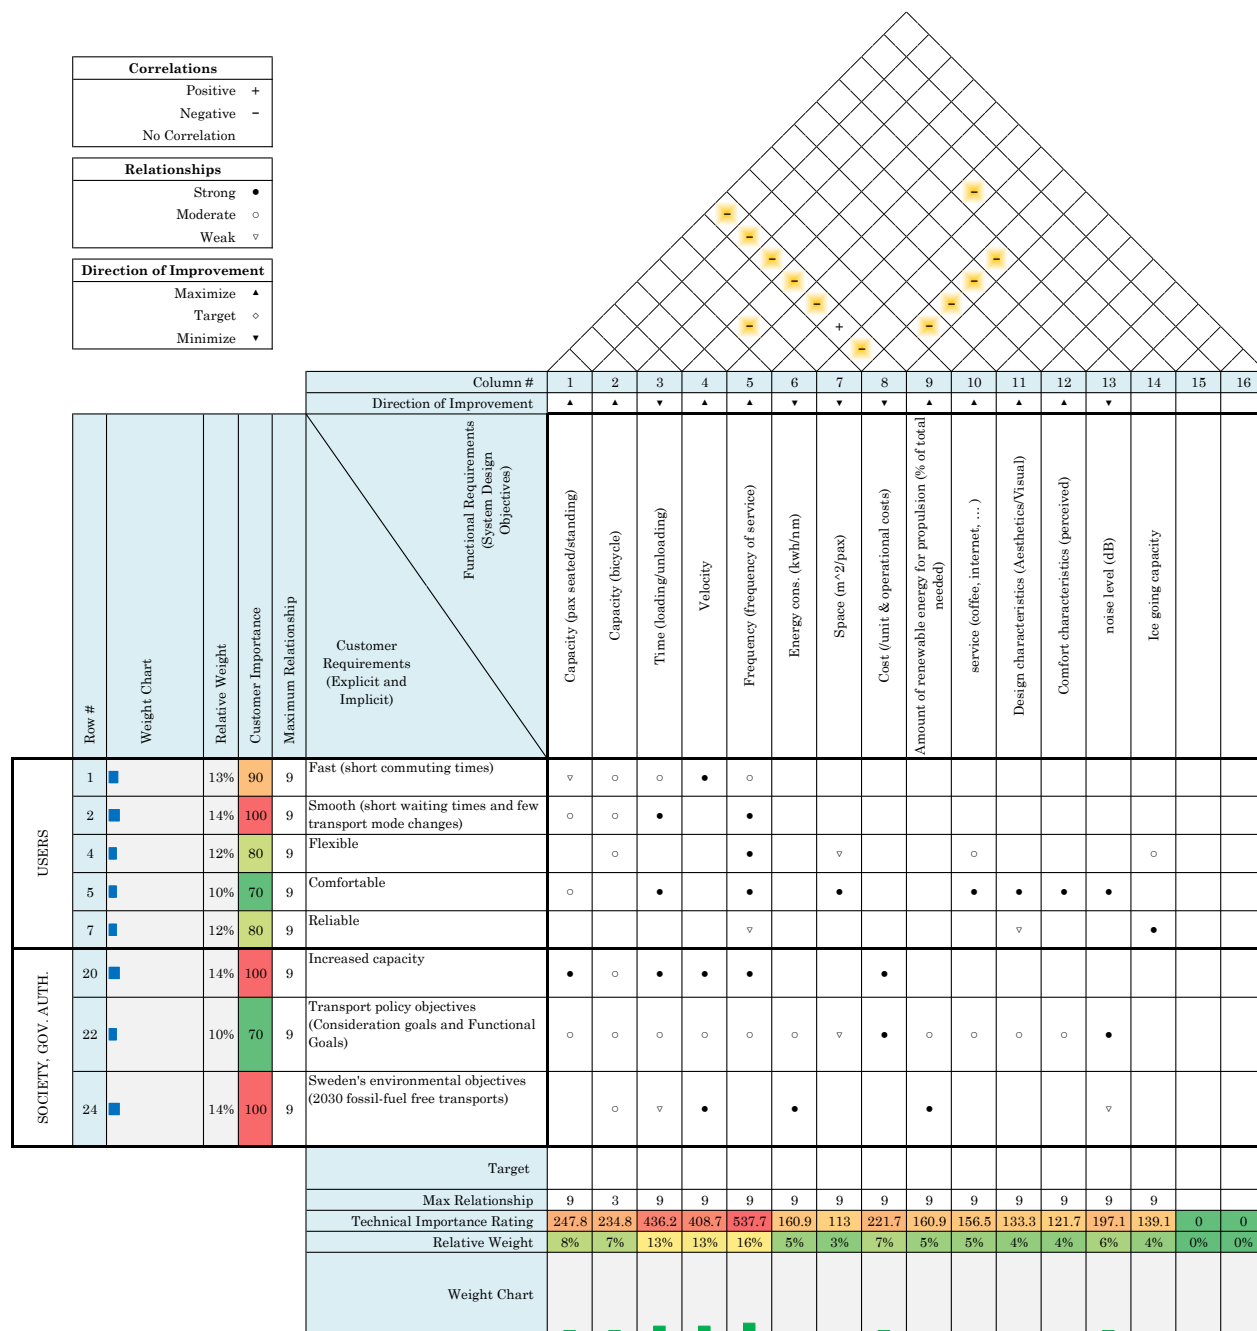 Correlations
Positive +
Negative −
No Correlation
Relationships
Strong ●
Moderate ○
Weak ▽
Direction of Improvement
Maximize ▲
Target ◇
Minimize ▼
− 
− −
− −
− −
− −
− + −
−
Column # 1 2 3 4 5 6 7 8 9 10 11 12 13 14 15 16
Direction of Improvement ▲ ▲ ▼ ▲ ▲ ▼ ▼ ▼ ▲ ▲ ▲ ▲ ▼
Row #
Weight Chart
Relative Weight
Customer Importance
Maximum Relationship
Customer
Requirements
(Explicit and
Implicit)
Functional Requirements
(System Design
Objectives)
Capacity (pax seated/standing)
Capacity (bicycle)
Time (loading/unloading)
Velocity
Frequency (frequency of service)
Energy cons. (kwh/nm)
Space (m^2/pax)
Cost (/unit & operational costs)
Amount of renewable energy for propulsion (% of total
needed)
service (coffee, internet, …)
Design characteristics (Aesthetics/Visual)
Comfort characteristics (perceived)
noise level (dB)
Ice going capacity
USERS
1 13% 90 9 Fast (short commuting times) ▽ ○ ○ ● ○
2 14% 100 9 Smooth (short waiting times and few
transport mode changes) ○ ○ ● ●
4 12% 80 9 Flexible ○ ● ▽ ○ ○
5 10% 70 9 Comfortable ○ ● ● ● ● ● ● ●
7 12% 80 9 Reliable ▽ ▽ ●
SOCIETY, GOV. AUTH.
20 14% 100 9 Increased capacity ● ○ ● ● ● ●
22 10% 70 9 Transport policy objectives
(Consideration goals and Functional
Goals) ○ ○ ○ ○ ○ ○ ▽ ● ○ ○ ○ ○ ●
24 14% 100 9 Sweden's environmental objectives
(2030 fossil-fuel free transports) ○ ▽ ● ● ● ▽
Target
Max Relationship 9 3 9 9 9 9 9 9 9 9 9 9 9 9
Technical Importance Rating 247.8 234.8 436.2 408.7 537.7 160.9 113 221.7 160.9 156.5 133.3 121.7 197.1 139.1 0 0
Relative Weight 8% 7% 13% 13% 16% 5% 3% 7% 5% 5% 4% 4% 6% 4% 0% 0%
Weight Chart